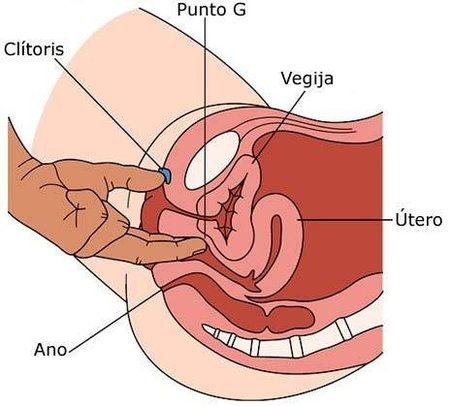 Punto G
Clítoris
Vegija
Útero
Ano